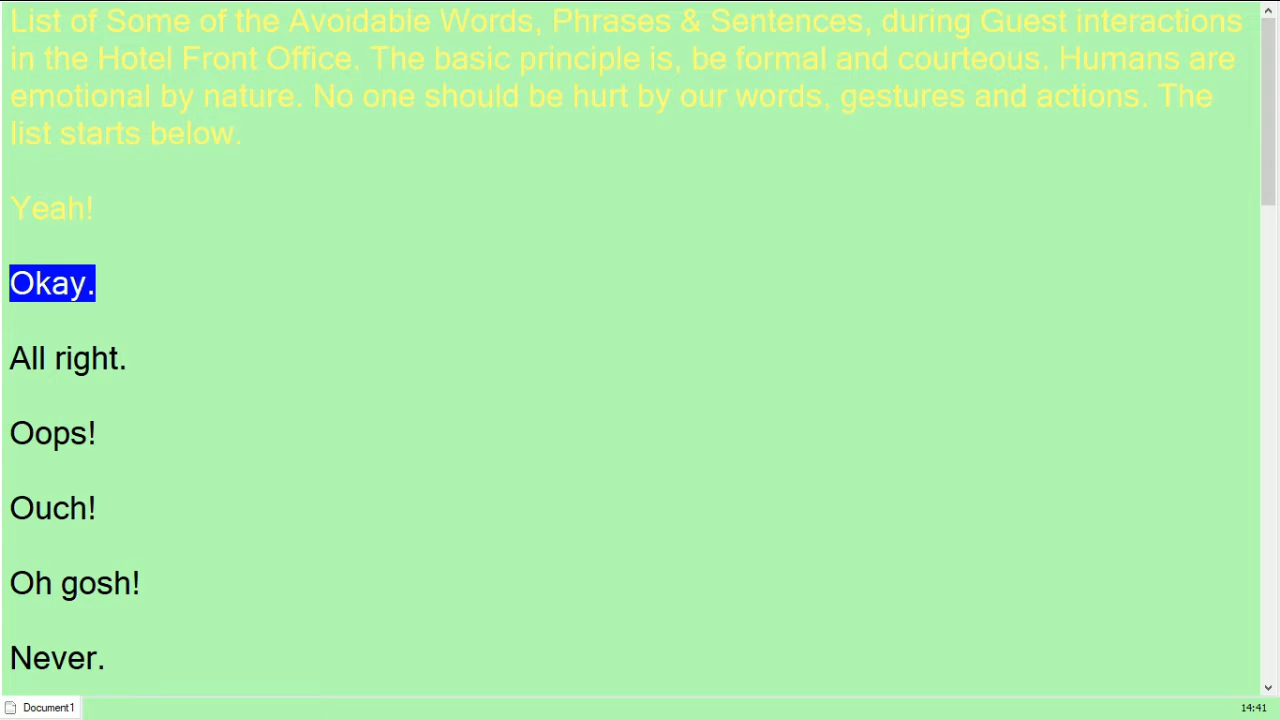 List of Some of the Avoidable Words, Phrases & Sentences, during Guest interactions
in the Hotel Front Office. The basic principle is, be formal and courteous. Humans are
emotional by nature. No one should be hurt by our words, gestures and actions. The
list starts below.
Yeah!
Okay.
All right.
Oops!
Ouch!
Oh gosh!
Never.
Document1
14:41